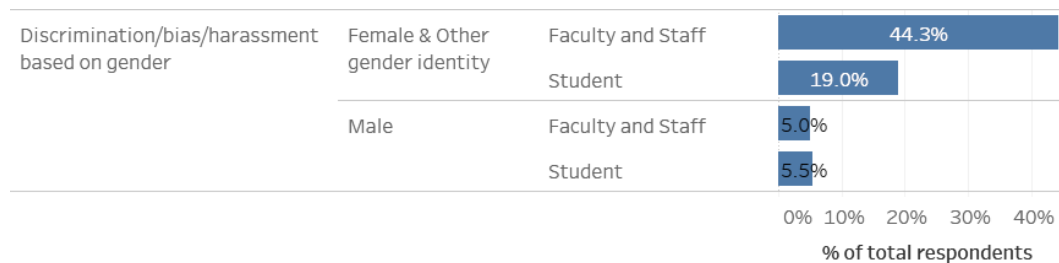 Discrimination/bias/harassment
based on gender
Female & Other
gender identity
Faculty and Staff
44.3%
Student
19.0%
Male
Faculty and Staff
5.0%
Student
5.5%
0% 10% 20% 30% 40%
% of total respondents